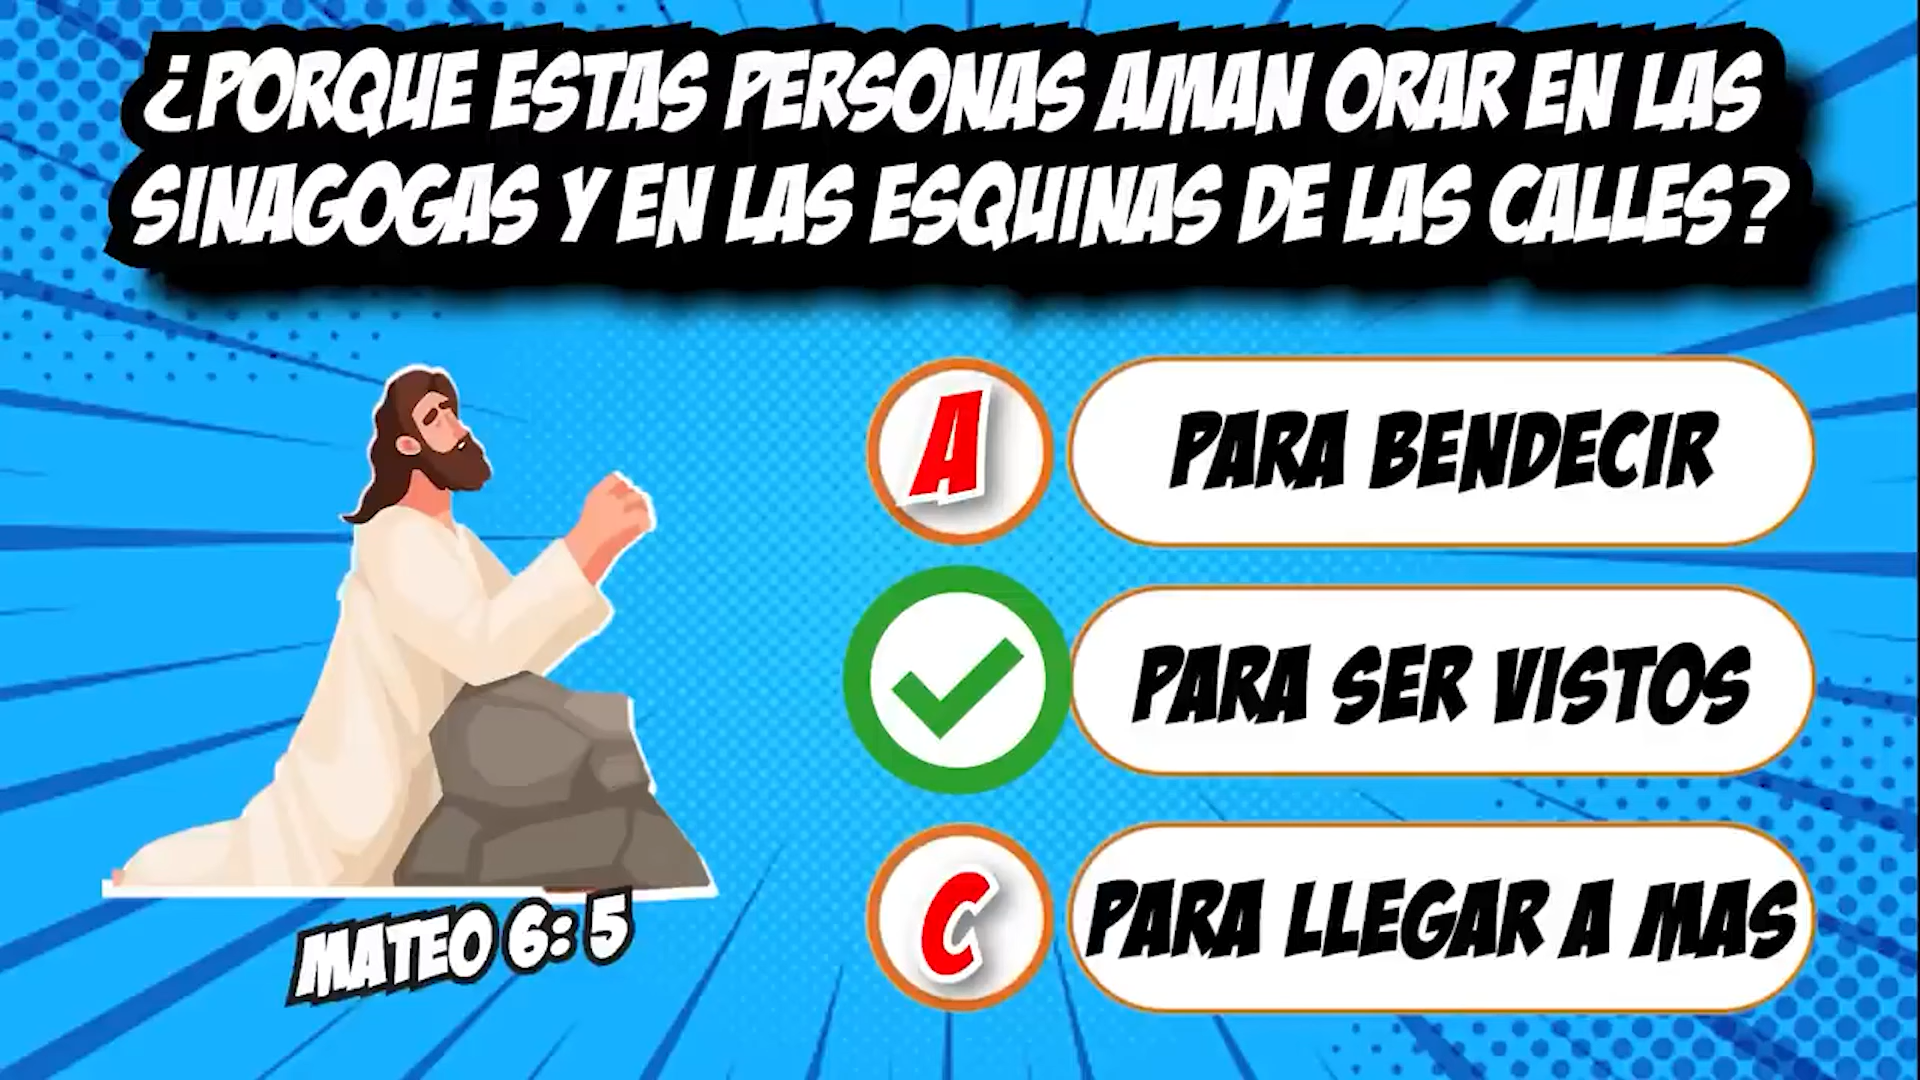 ¿PORQUE ESTAS PERSONAS AMAN ORAR EN LAS
SINAGOGAS Y EN LAS ESQUINAS DE LAS CALLES?
A PARA BENDECIR
PARA SER VISTOS
C PARA LLEGAR A MAS
MATEO 6: 5